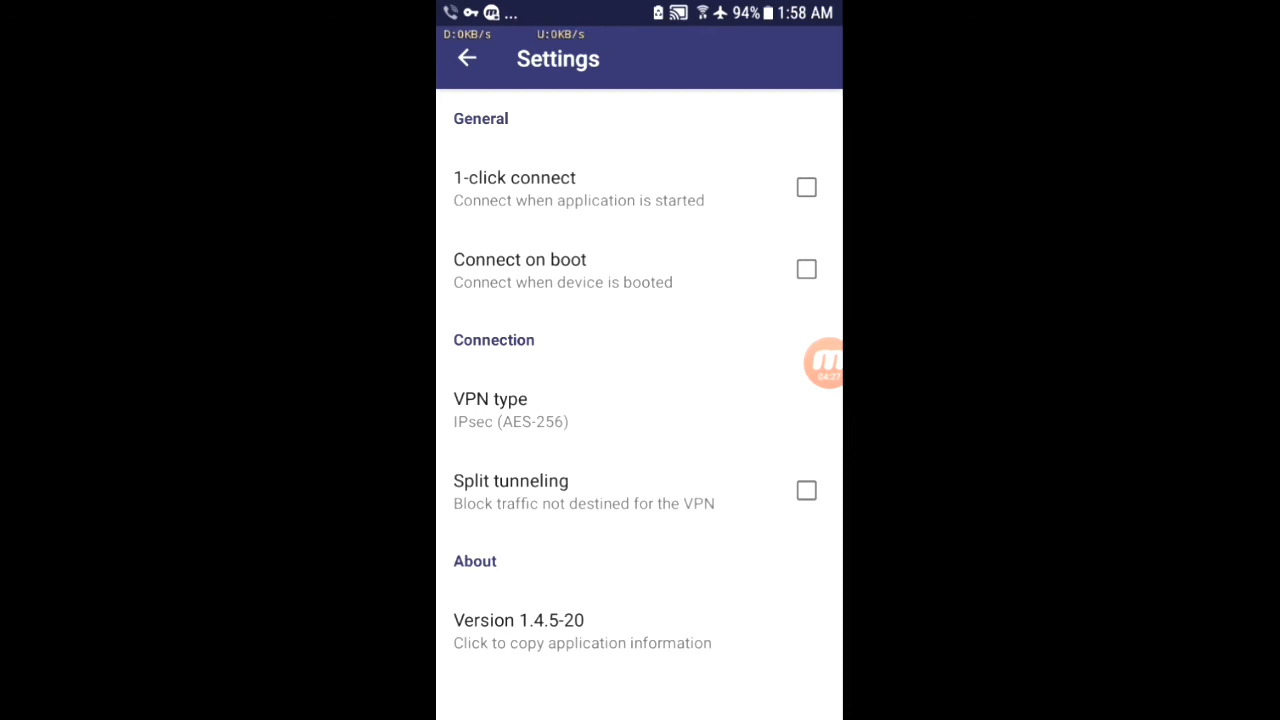 ... 94% 1:58 AM
D:0KB/s U:0KB/s
Settings
General
1-click connect
Connect when application is started
Connect on boot
Connect when device is booted
Connection
04:27
VPN type
IPsec (AES-256)
Split tunneling
Block traffic not destined for the VPN
About
Version 1.4.5-20
Click to copy application information